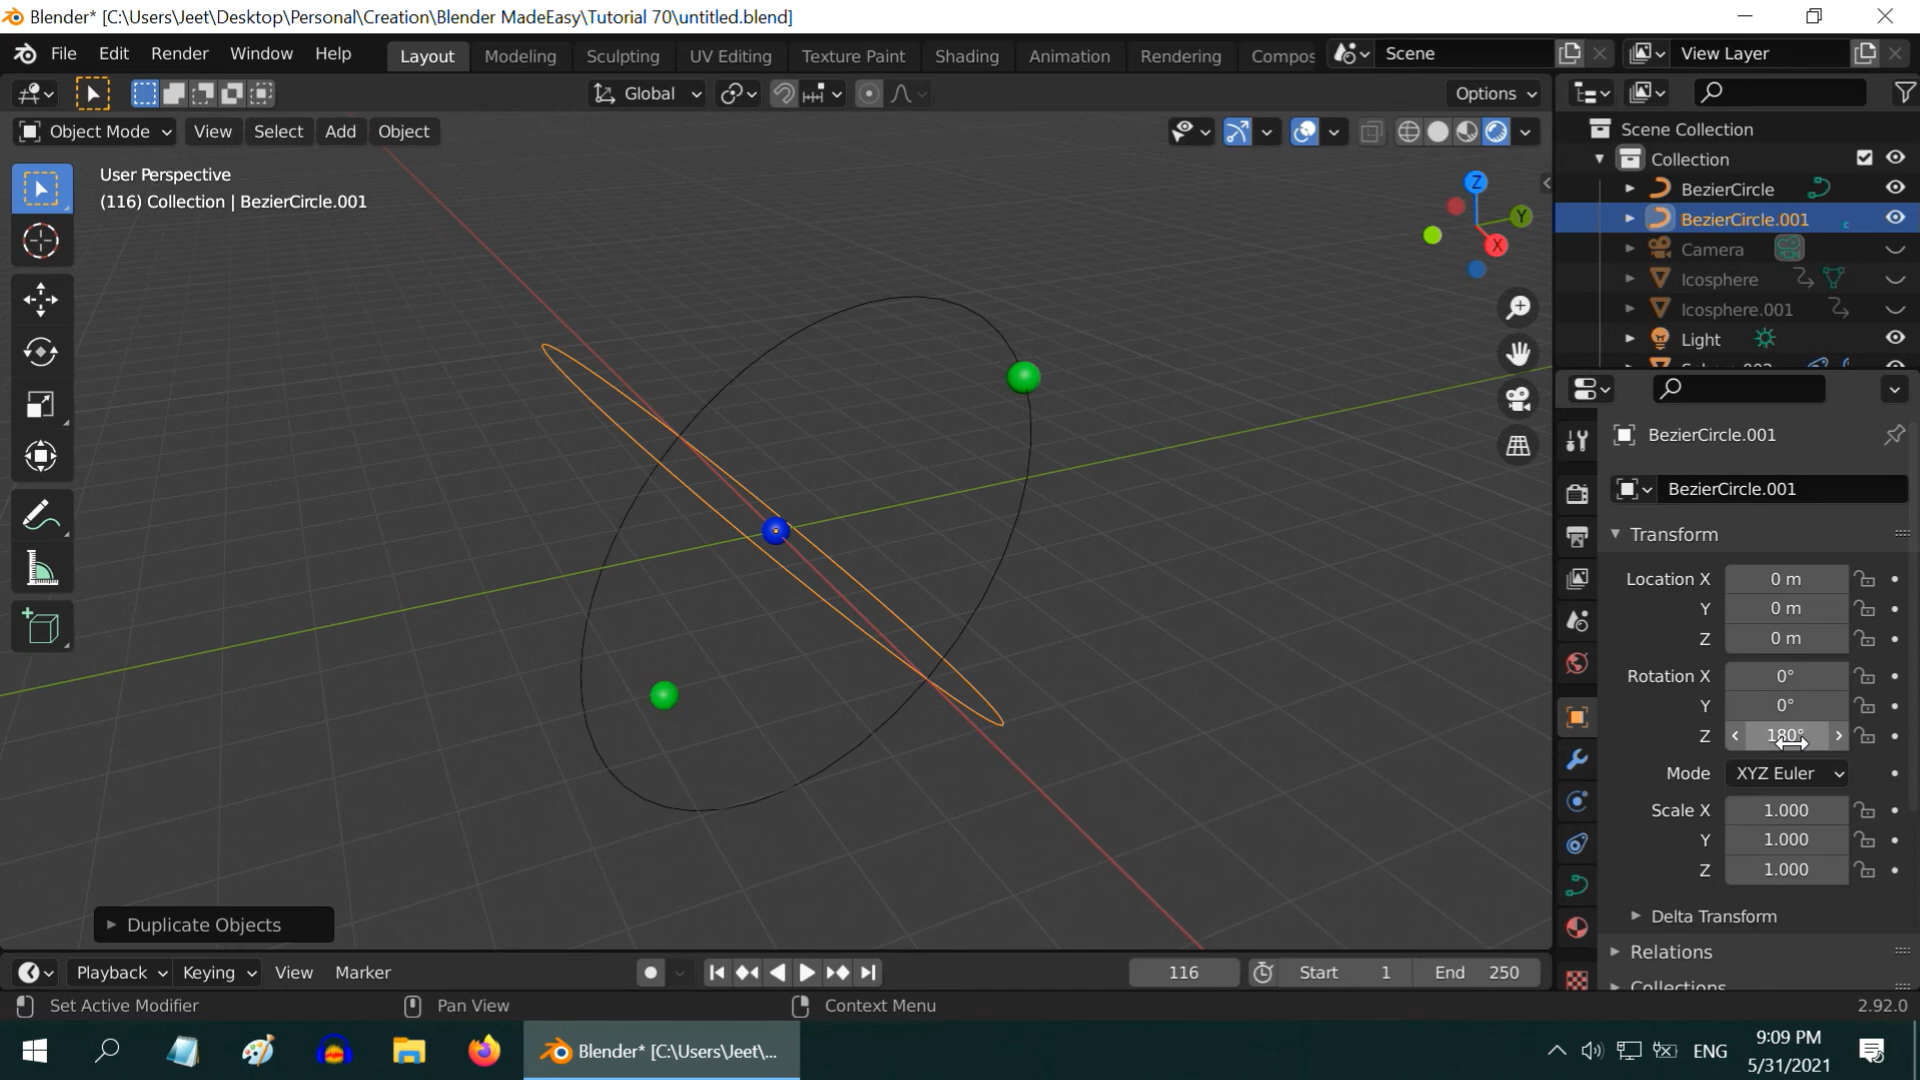 Blender* [C:\Users\Jeet\Desktop\Personal\Creation\Blender MadeEasy\Tutorial 70\untitled.blend]
File Edit Render Window Help Layout Modeling Sculpting UV Editing Texture Paint Shading Animation Rendering Compos Scene View Layer
Global Options
Object Mode View Select Add Object
Scene Collection
Collection
User Perspective
(116) Collection | BezierCircle.001
BezierCircle
BezierCircle.001
Camera
Icosphere
Icosphere.001
Light
Z
Y
X
BezierCircle.001
BezierCircle.001
Transform
Location X 0 m
Y 0 m
Z 0 m
Rotation X 0°
Y 0°
Z 180°
Mode XYZ Euler
Scale X 1.000
Y 1.000
Z 1.000
Delta Transform
Relations
Collections
Duplicate Objects
Playback Keying View Marker 116 Start 1 End 250
Set Active Modifier Pan View Context Menu 2.92.0
Blender* [C:\Users\Jeet\... ENG 9:09 PM
5/31/2021